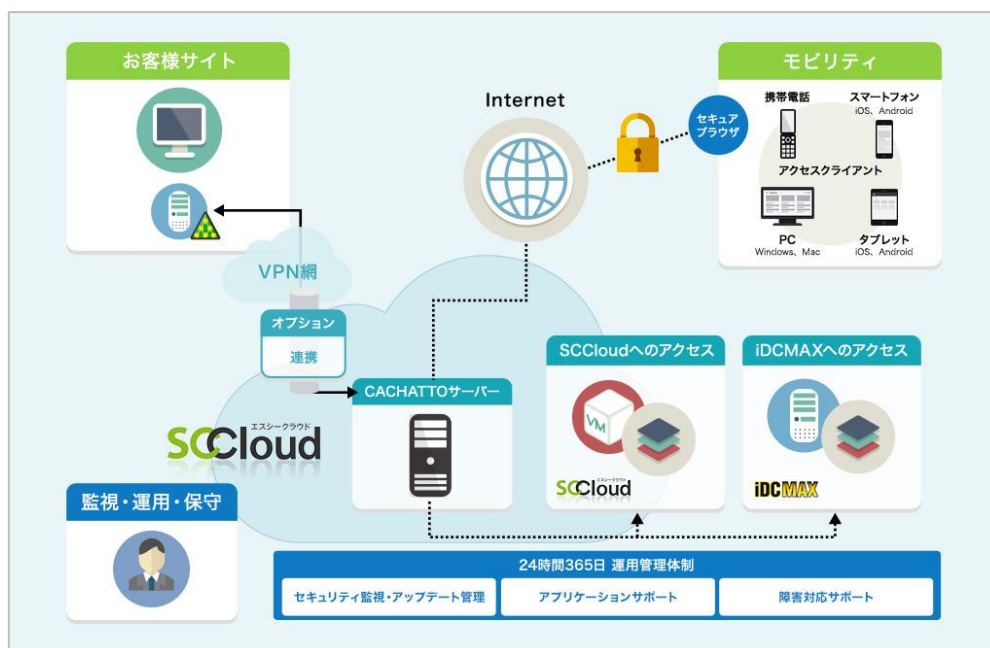 お客様サイト
Internet
セキュア
ブラウザ
モビリティ
携帯電話
スマートフォン
iOS、Android
アクセスクライアント
PC
Windows、Mac
タブレット
iOS、Android
VPN網
オプション
連携
CACHATTOサーバー
エスシークラウド
SCCloud
SCCloudへのアクセス
VM
エスシークラウド
SCCloud
iDCMAXへのアクセス
iDCMAX
監視・運用・保守
24時間365日 運用管理体制
セキュリティ監視・アップデート管理
アプリケーションサポート
障害対応サポート